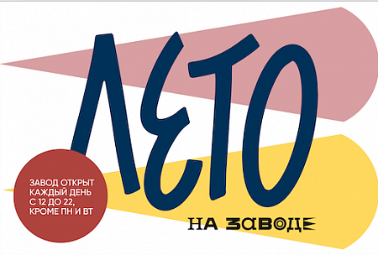 ЛЕТО
НА ЗАВОДЕ
ЗАВОД ОТКРЫТ
КАЖДЫЙ ДЕНЬ
С 12 ДО 22,
КРОМЕ ПН И ВТ